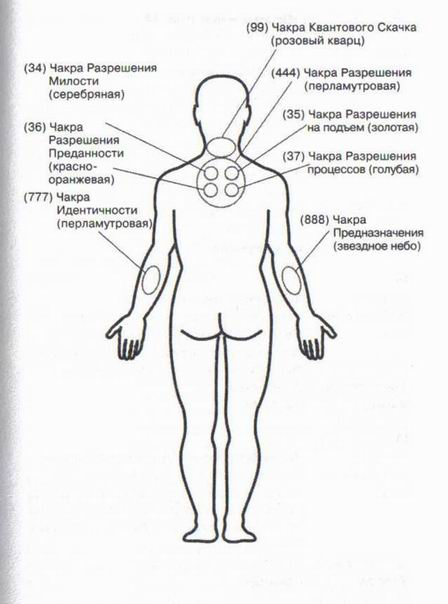 (99) Чакра Квантового Скачка
(розовый кварц)
(34) Чакра Разрешения
Милости
(серебряная)
(444) Чакра Разрешения
(перламутровая)
(36) Чакра
Разрешения
Преданности
(красно-
оранжевая)
(35) Чакра Разрешения
на подъем (золотая)
(37) Чакра Разрешения
процессов (голубая)
(777) Чакра
Идентичности
(перламутровая)
(888) Чакра
Предназначения
(звездное небо)